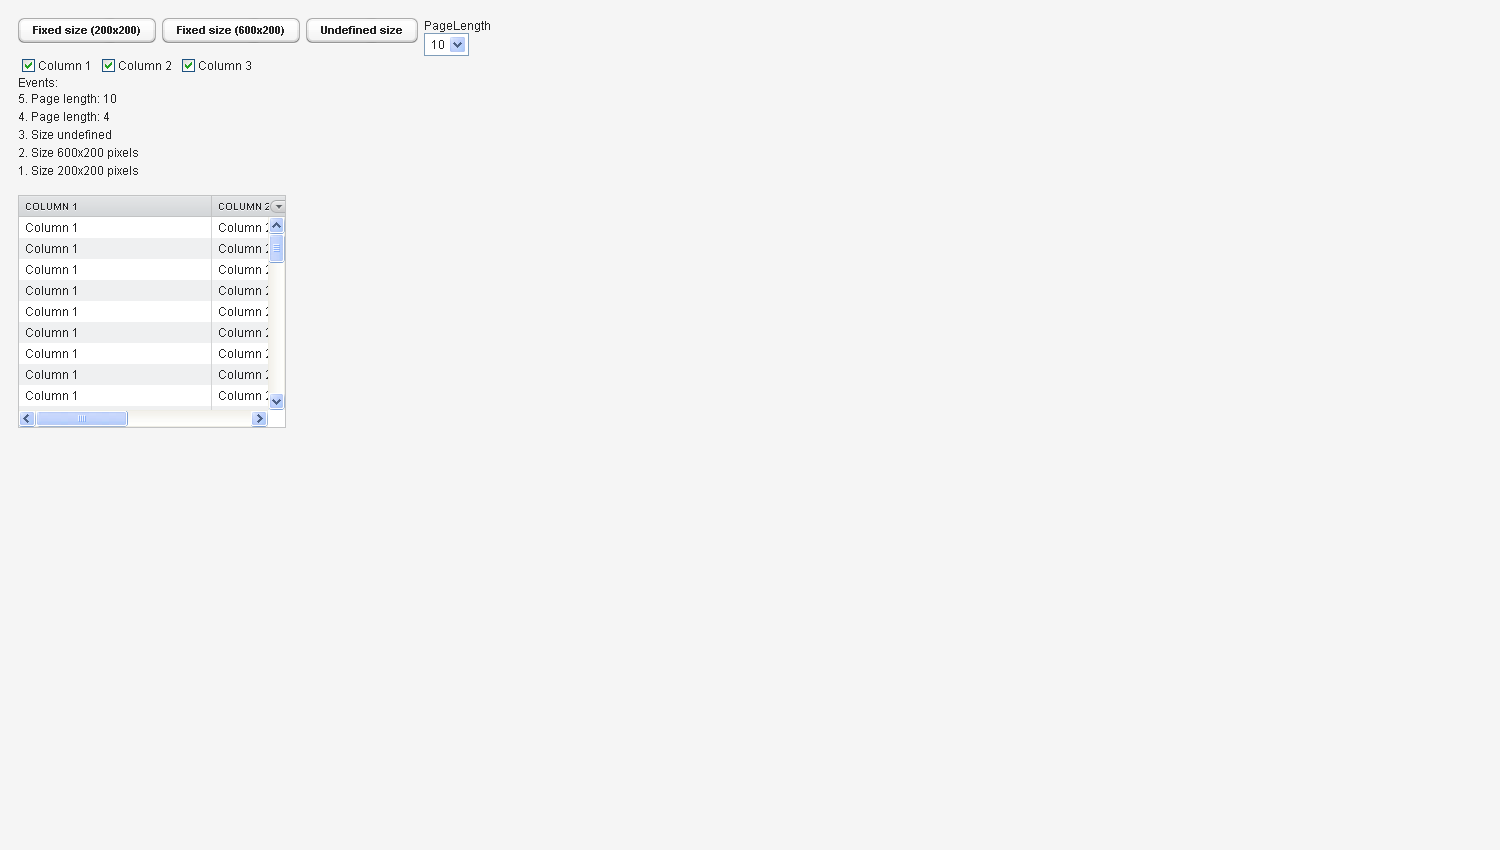 Fixed size (200x200) Fixed size (600x200) Undefined size PageLength
10
Column 1 Column 2 Column 3
Events:
5. Page length: 10
4. Page length: 4
3. Size undefined
2. Size 600x200 pixels
1. Size 200x200 pixels
COLUMN 1 COLUMN 2
Column 1 Column 2
Column 1 Column 2
Column 1 Column 2
Column 1 Column 2
Column 1 Column 2
Column 1 Column 2
Column 1 Column 2
Column 1 Column 2
Column 1 Column 2